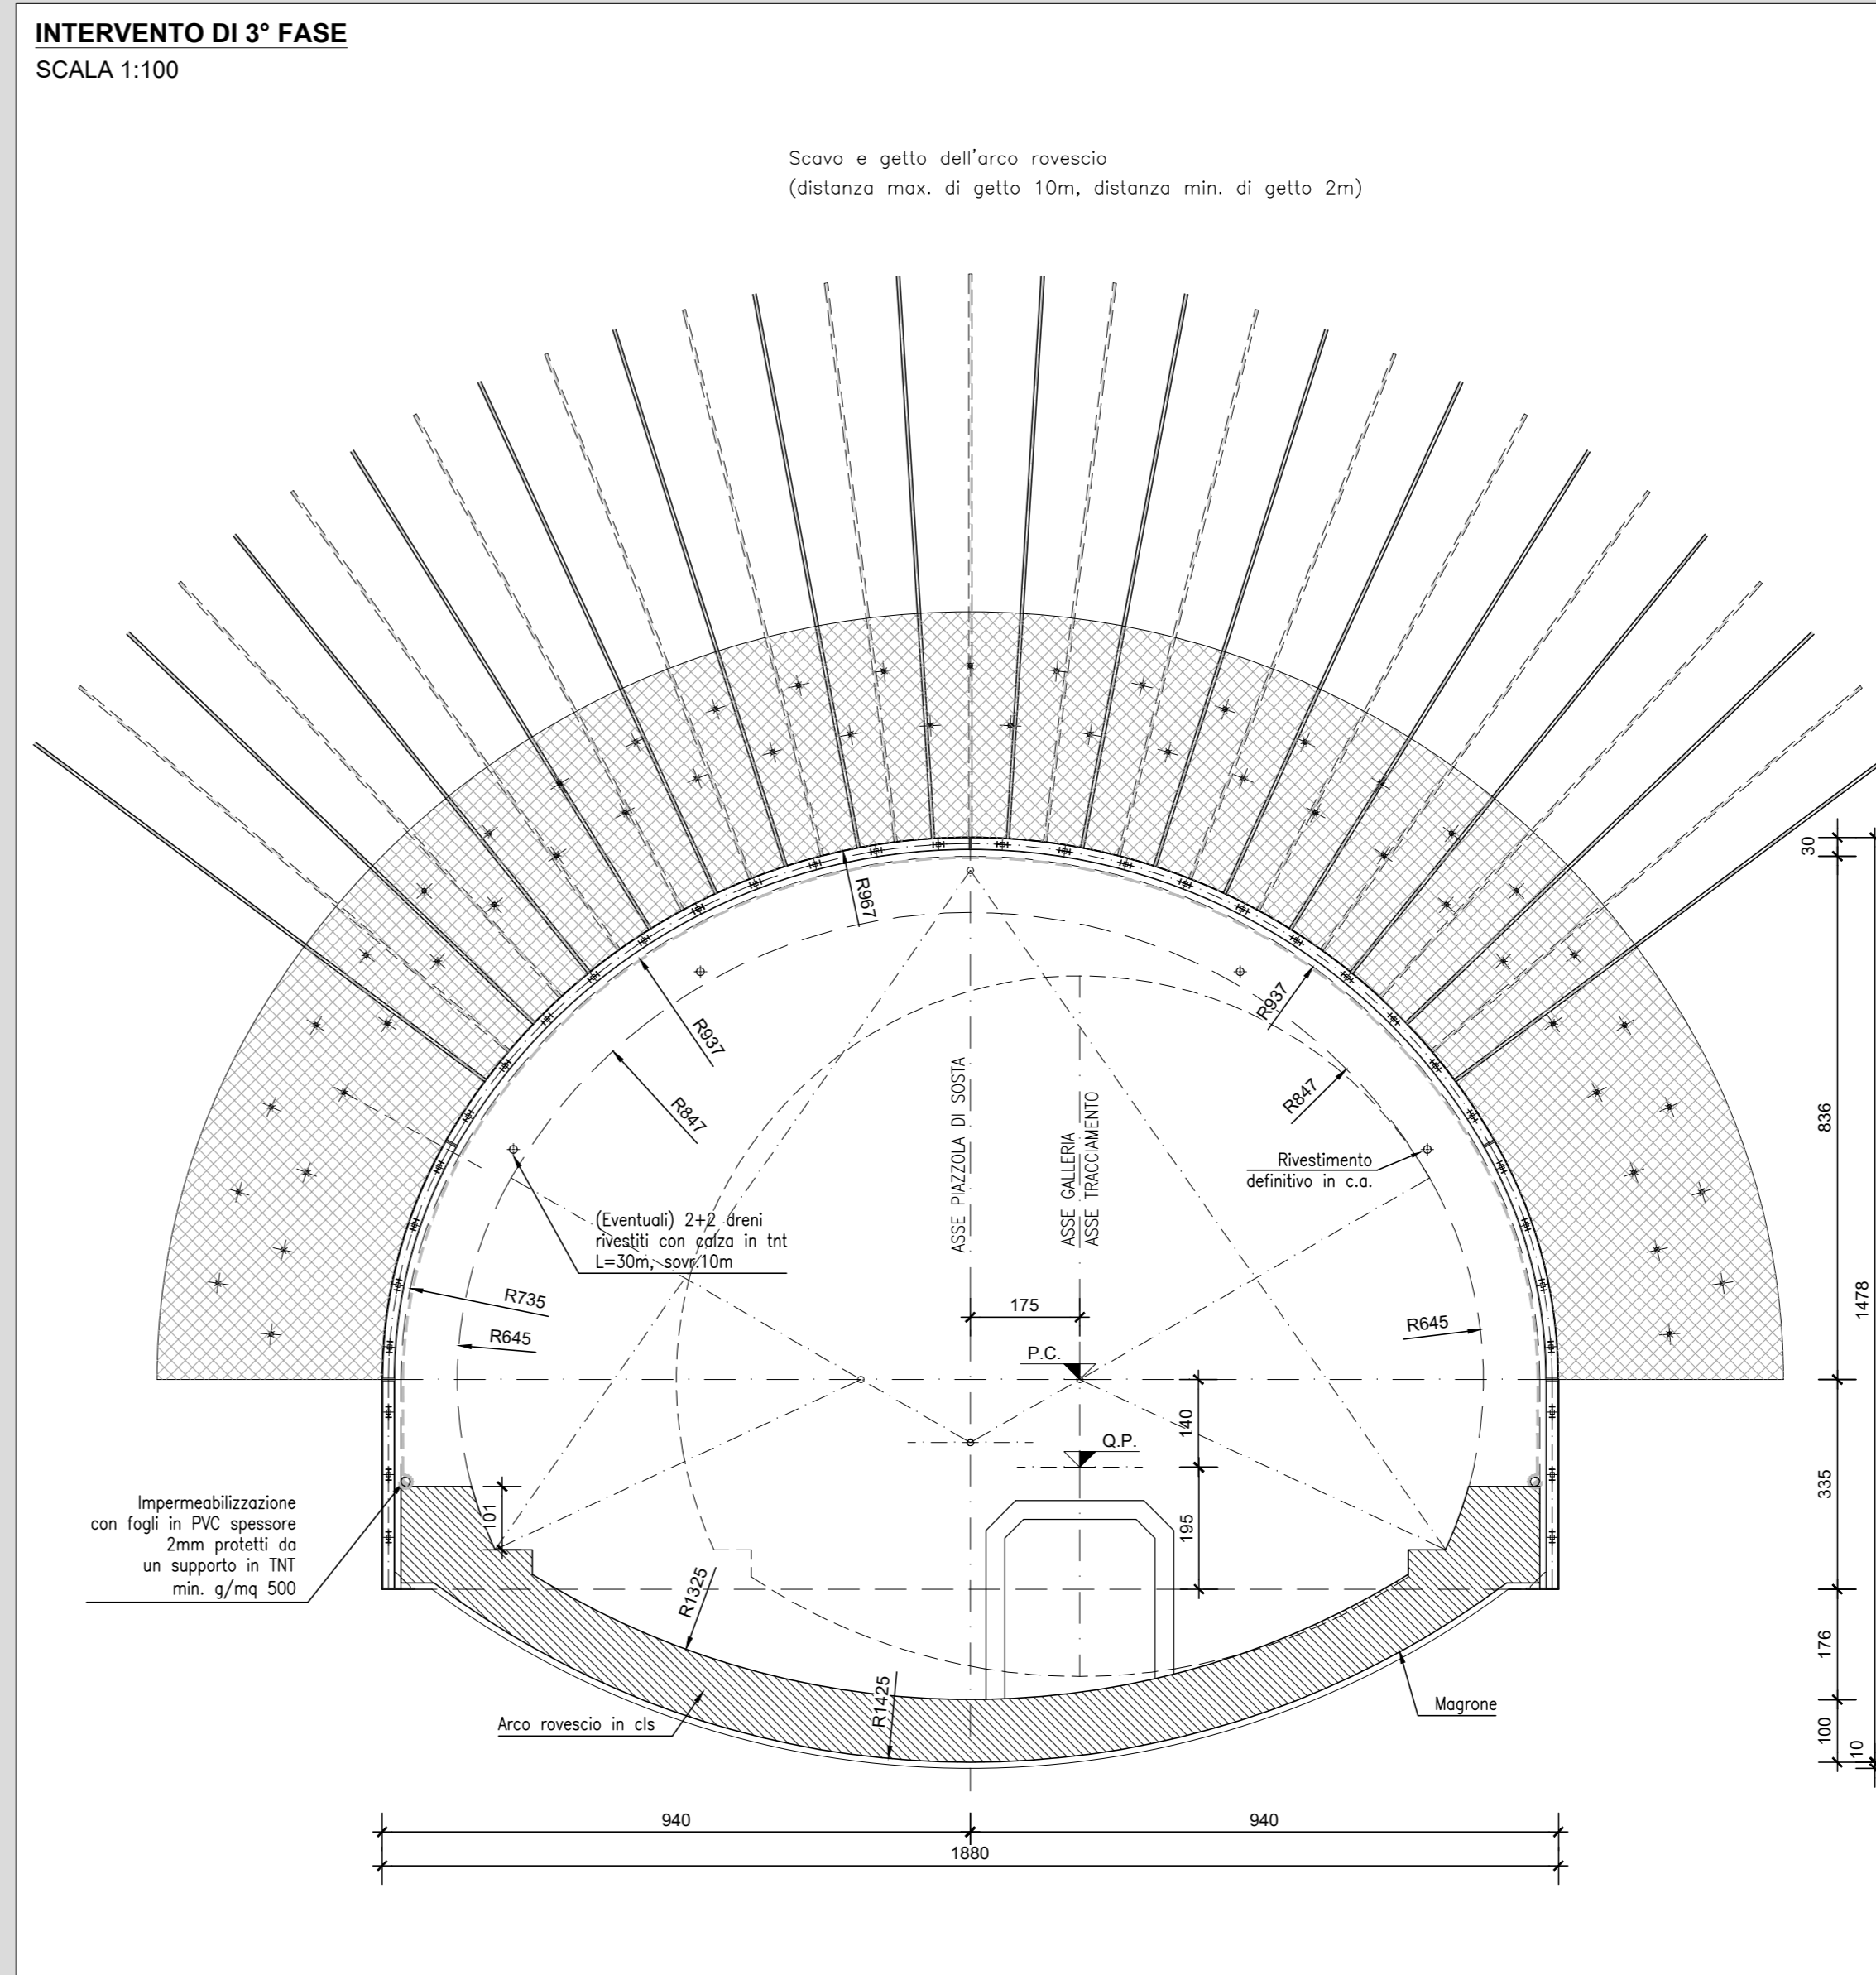 INTERVENTO DI 3° FASE
SCALA 1:100
Scavo e getto dell'arco rovescio
(distanza max. di getto 10m, distanza min. di getto 2m)
R967
R937
R937
R847
R847
30
836
1478
ASSE PIAZZOLA DI SOSTA
ASSE GALLERIA
ASSE TRACCIAMENTO
Rivestimento
definitivo in c.a.
(Eventuali) 2+2 dreni
rivestiti con calza in tnt
L=30m, sovr.10m
R735
R645
175
R645
P.C.
140
Q.P.
195
335
101
Impermeabilizzazione
con fogli in PVC spessore
2mm protetti da
un supporto in TNT
min. g/mq 500
R1325
R1425
176
Arco rovescio in cls
Magrone
100
10
940
940
1880